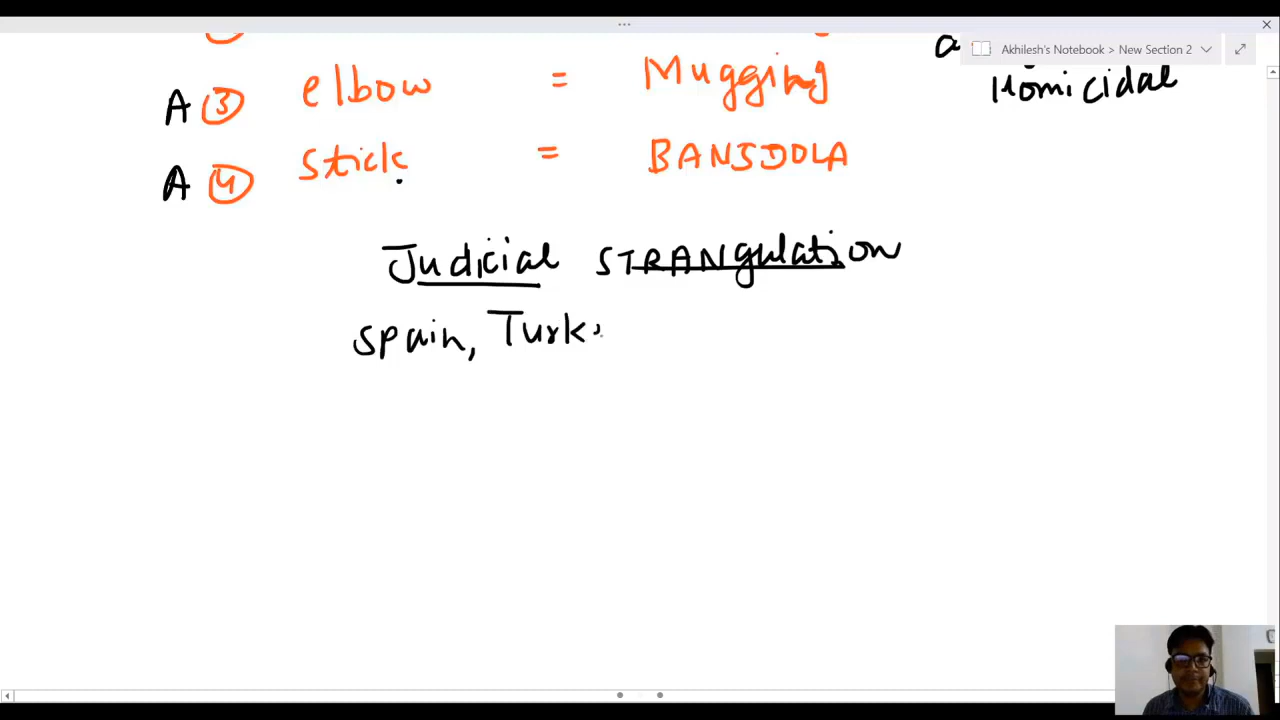 Akhilesh's Notebook > New Section 2
A ③ elbow = Mugging
Homicidal
A ④ stick = BANSDOLA
Judicial STRANgulation
Spain, Turk